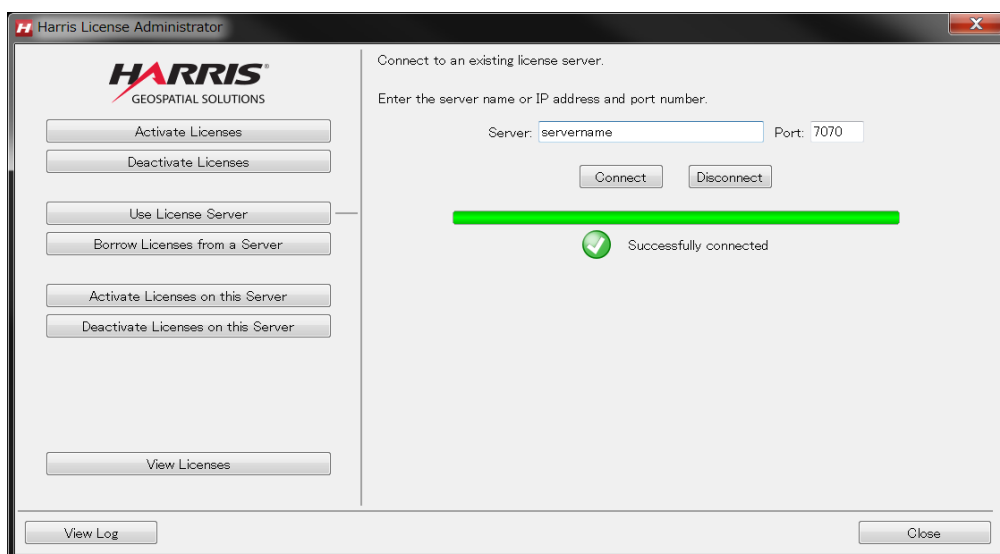 Harris License Administrator
HARRIS®
GEOSPATIAL SOLUTIONS
Activate Licenses
Deactivate Licenses
Use License Server
Borrow Licenses from a Server
Activate Licenses on this Server
Deactivate Licenses on this Server
View Licenses
Connect to an existing license server.
Enter the server name or IP address and port number.
Server: servername Port: 7070
Connect Disconnect
Successfully connected
View Log Close